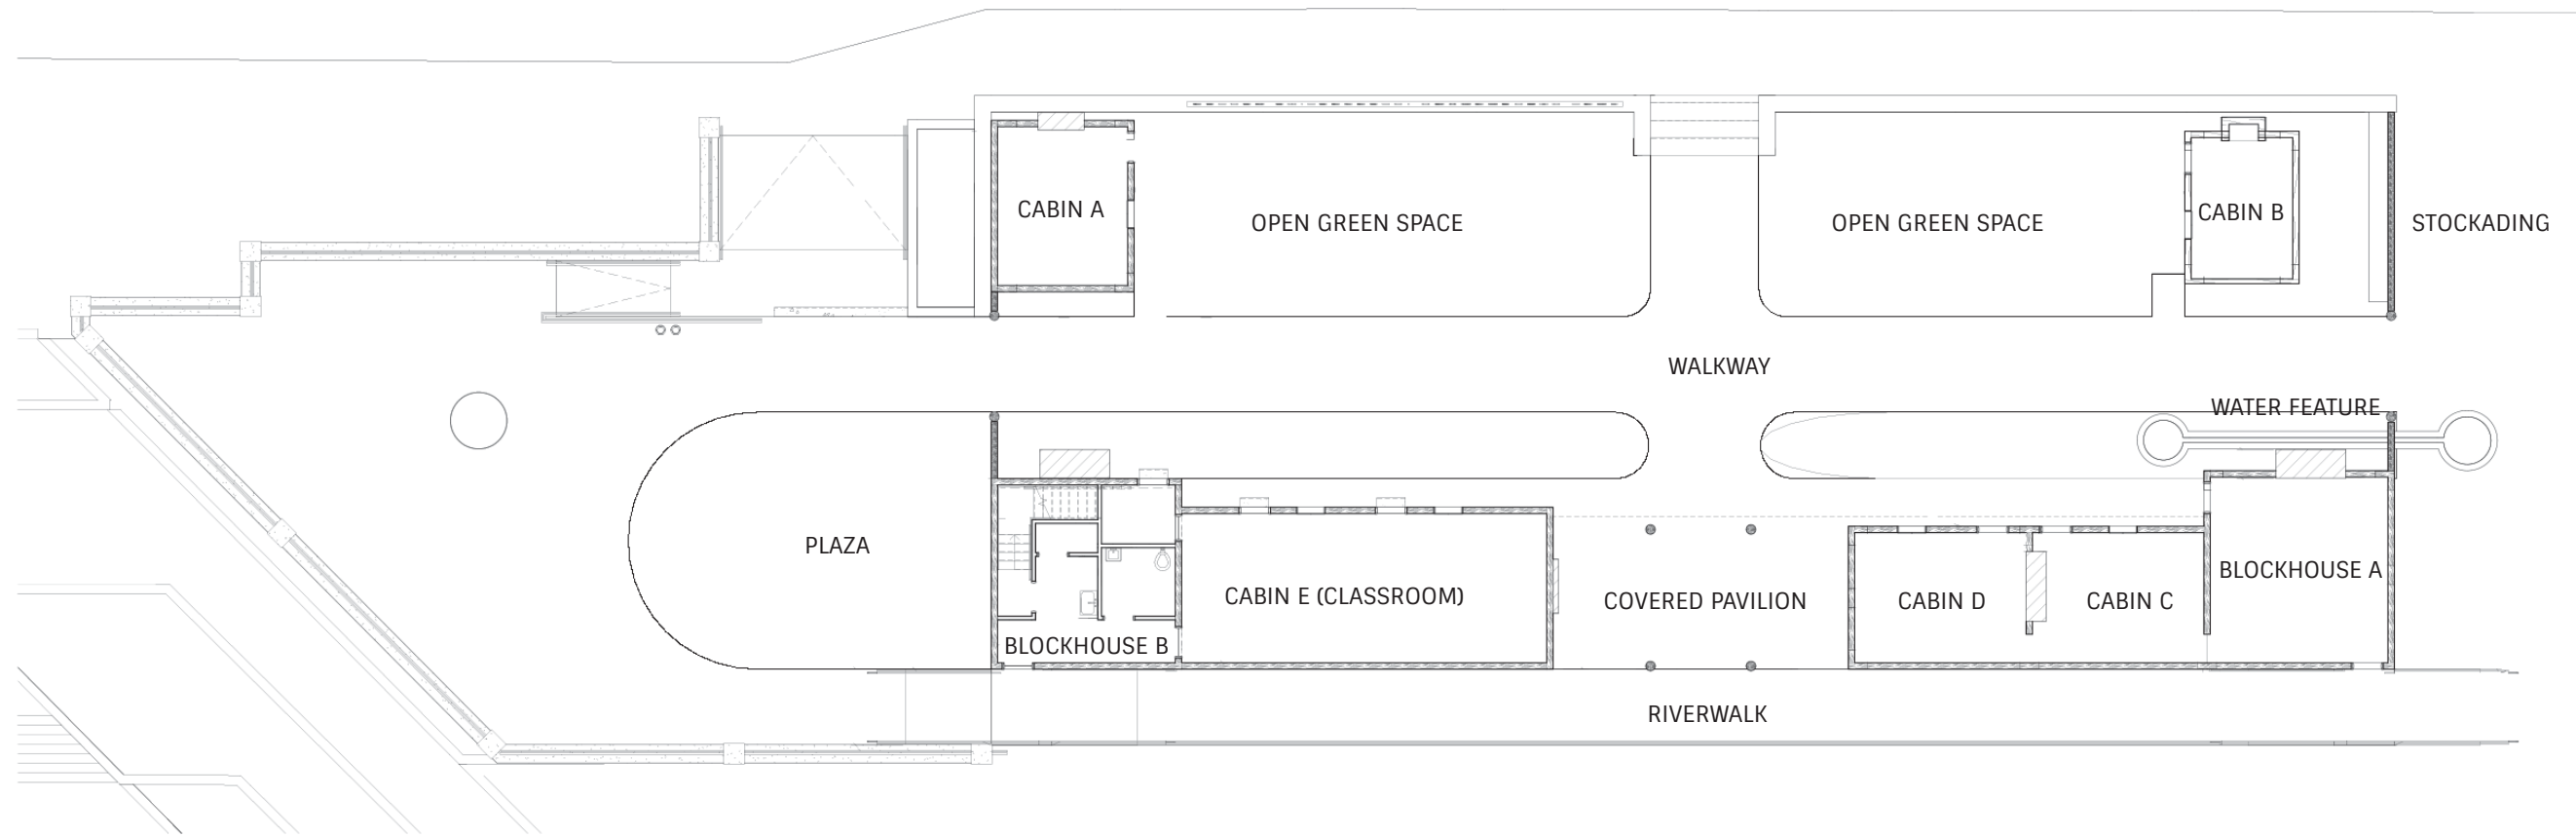 CABIN A
OPEN GREEN SPACE
OPEN GREEN SPACE
CABIN B
STOCKADING
WALKWAY
WATER FEATURE
PLAZA
BLOCKHOUSE B
CABIN E (CLASSROOM)
COVERED PAVILION
CABIN D
CABIN C
BLOCKHOUSE A
RIVERWALK